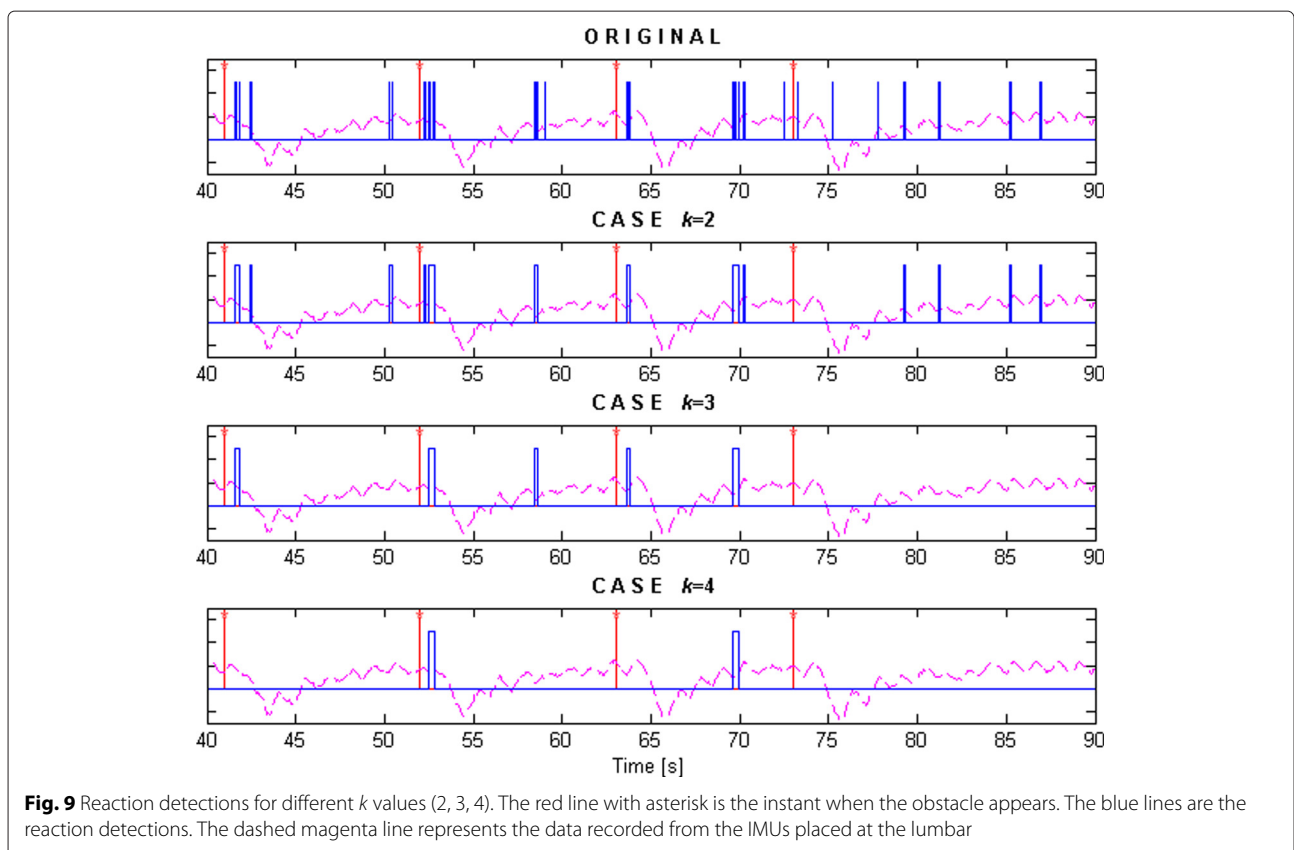 ORIGINAL
40 45 50 55 60 65 70 75 80 85 90
CASE k=2
40 45 50 55 60 65 70 75 80 85 90
CASE k=3
40 45 50 55 60 65 70 75 80 85 90
CASE k=4
40 45 50 55 60 65 70 75 80 85 90
Time [s]
Fig. 9 Reaction detections for different k values (2, 3, 4). The red line with asterisk is the instant when the obstacle appears. The blue lines are the
reaction detections. The dashed magenta line represents the data recorded from the IMUs placed at the lumbar